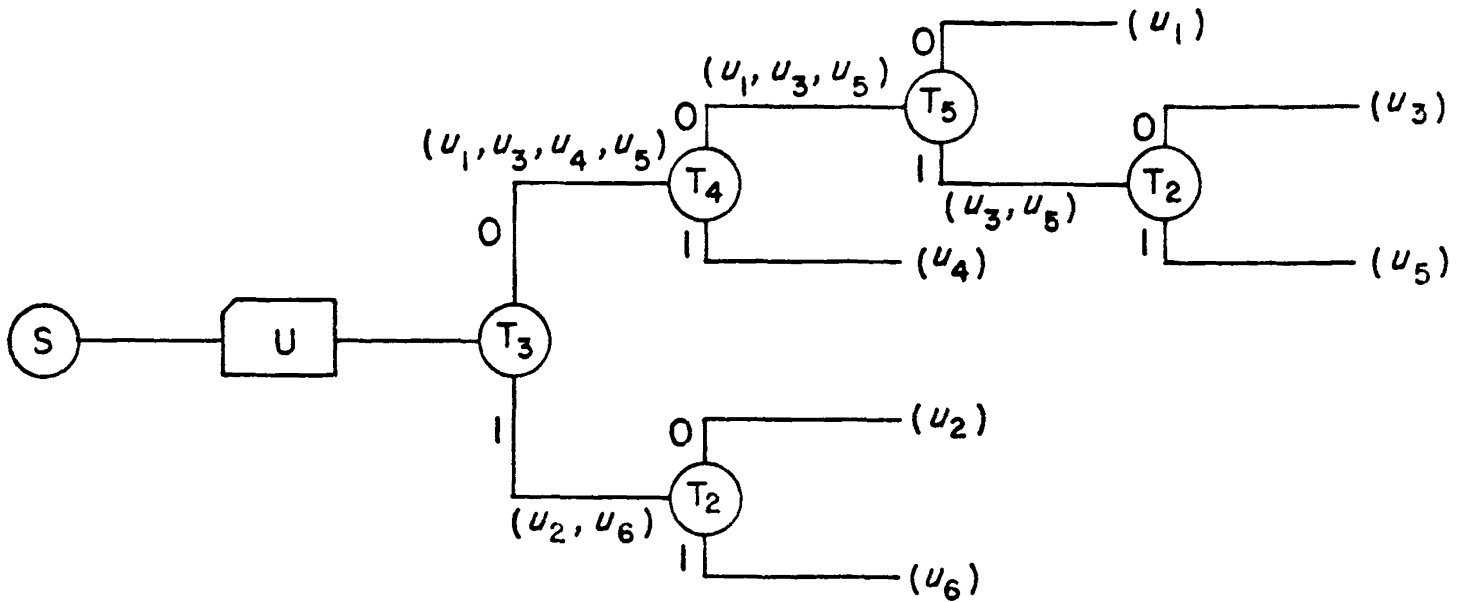 0 (u₁)
(u₁, u₃, u₅) T₅ 0 (u₃)
(u₁, u₃, u₄, u₅) 0 T₄ 1 (u₃, u₅) T₂
0 1 (u₄) 1 (u₅)
S U T₃
1 0 (u₂)
(u₂, u₆) T₂
1 (u₆)